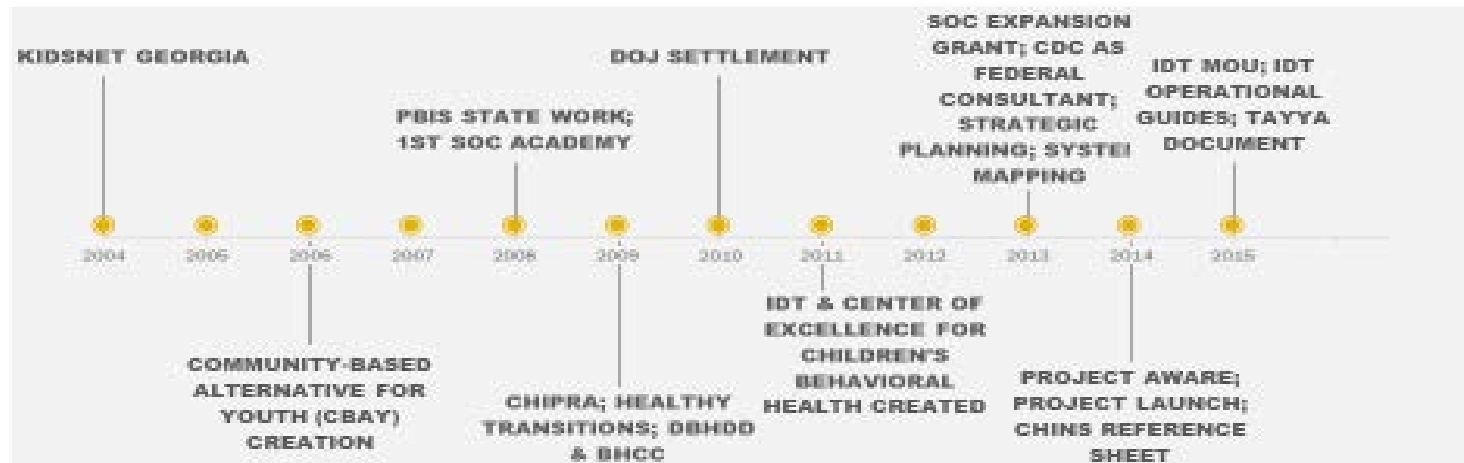 KIDSNET GEORGIA
PBIS STATE WORK;
1ST SOC ACADEMY
DOJ SETTLEMENT
SOC EXPANSION
GRANT; CDC AS
FEDERAL
CONSULTANT;
STRATEGIC
PLANNING; SYSTEI
MAPPING
IDT MOU; IDT
OPERATIONAL
GUIDES; TAYYA
DOCUMENT
2004 2005 2006 2007 2008 2009 2010 2011 2012 2013 2014 2015
COMMUNITY-BASED
ALTERNATIVE FOR
YOUTH (CBAY)
CREATION
CHIPRA; HEALTHY
TRANSITIONS; DBHDD
& BHCC
IDT & CENTER OF
EXCELLENCE FOR
CHILDREN'S
BEHAVIORAL
HEALTH CREATED
PROJECT AWARE;
PROJECT LAUNCH;
CHINS REFERENCE
SHEET